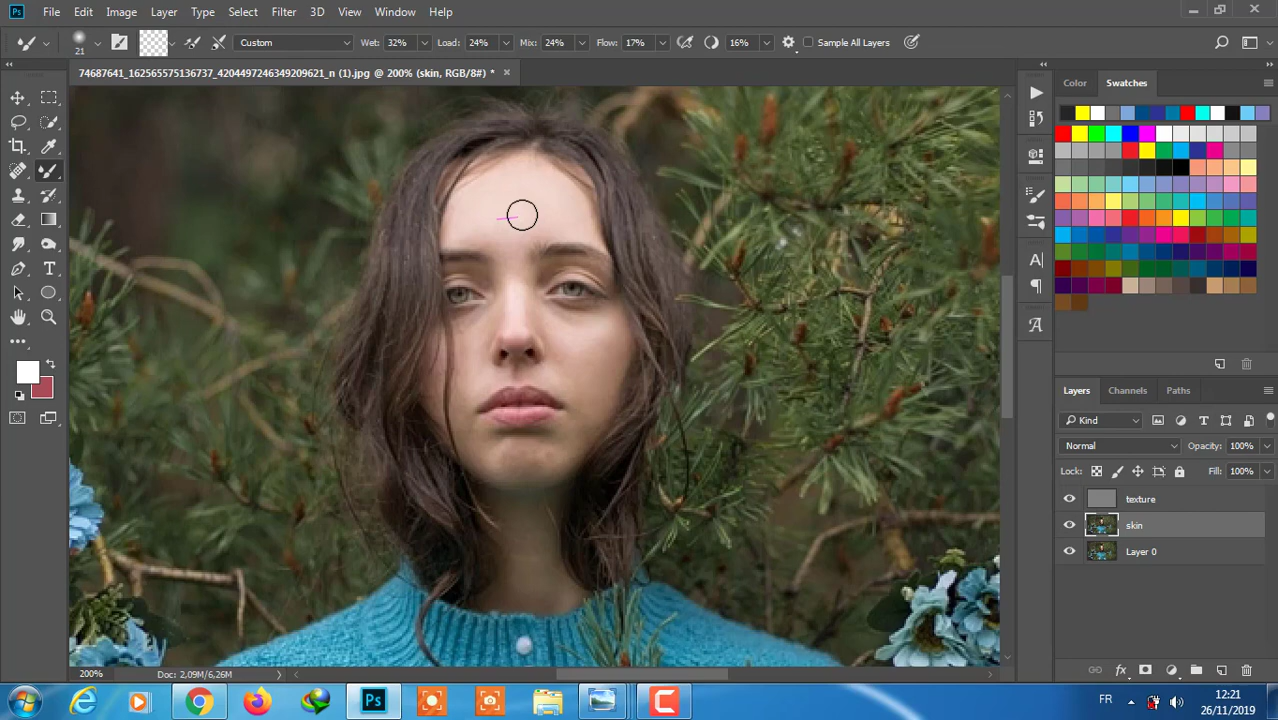 Ps File Edit Image Layer Type Select Filter 3D View Window Help
21 Custom Wet: 32% Load: 24% Mix: 24% Flow: 17% 16% Sample All Layers
74687641_162565575136737_4204497246349209621_n (1).jpg @ 200% (skin, RGB/8#) *
Color Swatches
Layers Channels Paths
Kind
Normal Opacity: 100%
Lock: Fill: 100%
texture
skin
Layer 0
200% Doc: 2,09M/6,26M
Ps FR 12:21
26/11/2019